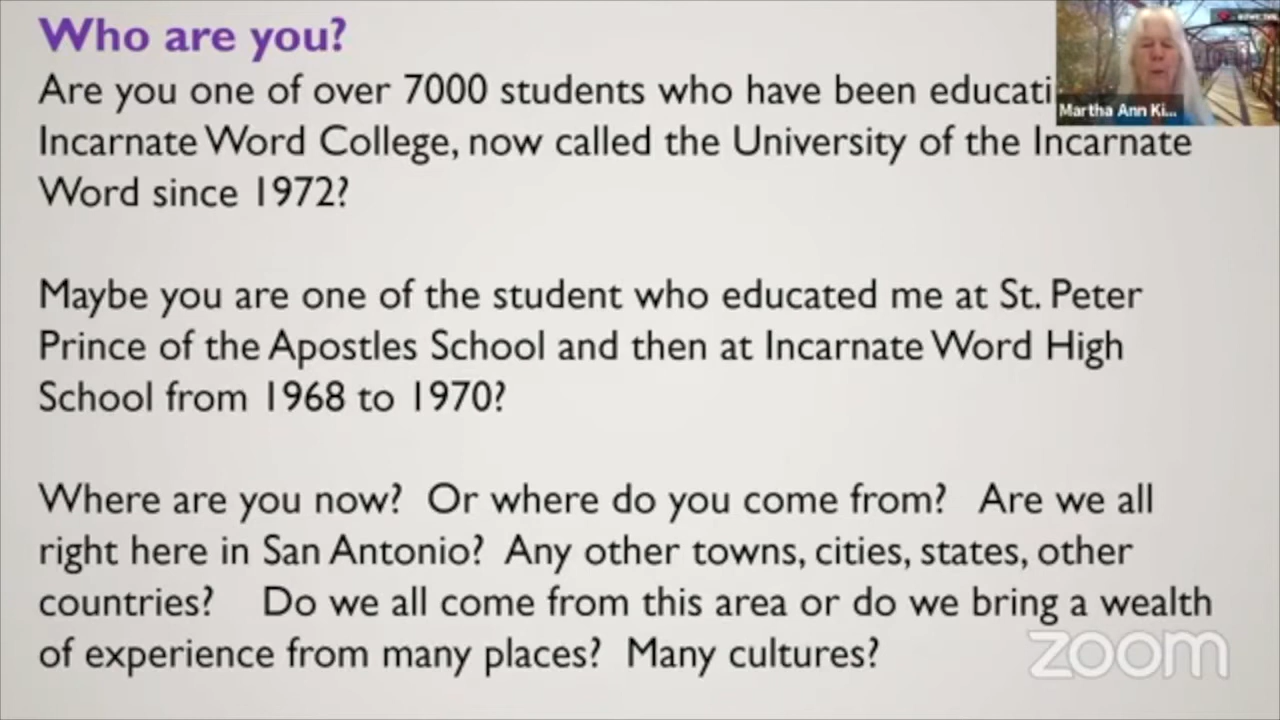 Who are you?
Are you one of over 7000 students who have been educati
Martha Ann Ki...
Incarnate Word College, now called the University of the Incarnate
Word since 1972?
Maybe you are one of the student who educated me at St. Peter
Prince of the Apostles School and then at Incarnate Word High
School from 1968 to 1970?
Where are you now? Or where do you come from? Are we all
right here in San Antonio? Any other towns, cities, states, other
countries? Do we all come from this area or do we bring a wealth
of experience from many places? Many cultures?
zoom